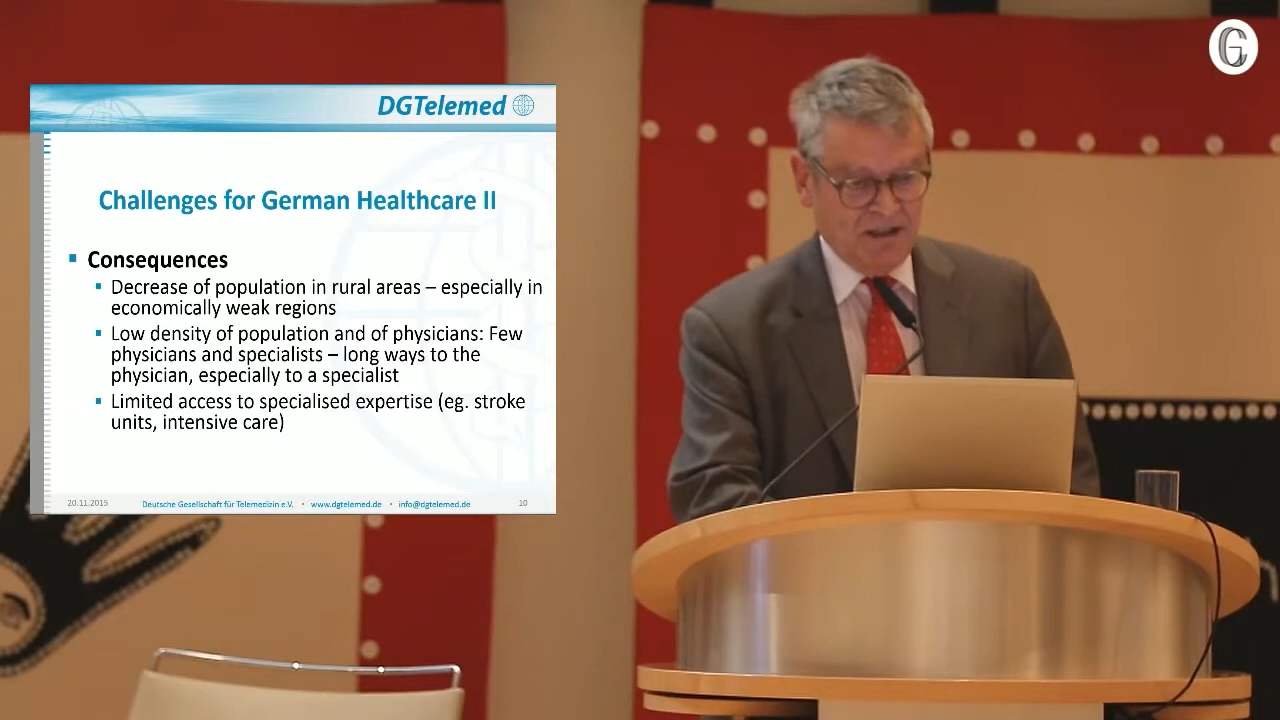 DGTelemed
Challenges for German Healthcare II
Consequences
Decrease of population in rural areas – especially in
economically weak regions
Low density of population and of physicians: Few
physicians and specialists – long ways to the
physician, especially to a specialist
Limited access to specialised expertise (eg. stroke
units, intensive care)
20.11.2015 Deutsche Gesellschaft für Telemedizin e.V. • www.dgtelemed.de • info@dgtelemed.de 10